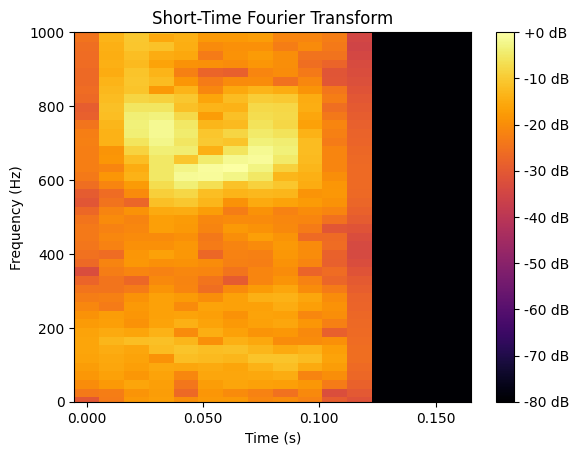 Short-Time Fourier Transform
1000
800
600
400
200
0
Frequency (Hz)
0.000
0.050
0.100
0.150
Time (s)
+0 dB
-10 dB
-20 dB
-30 dB
-40 dB
-50 dB
-60 dB
-70 dB
-80 dB